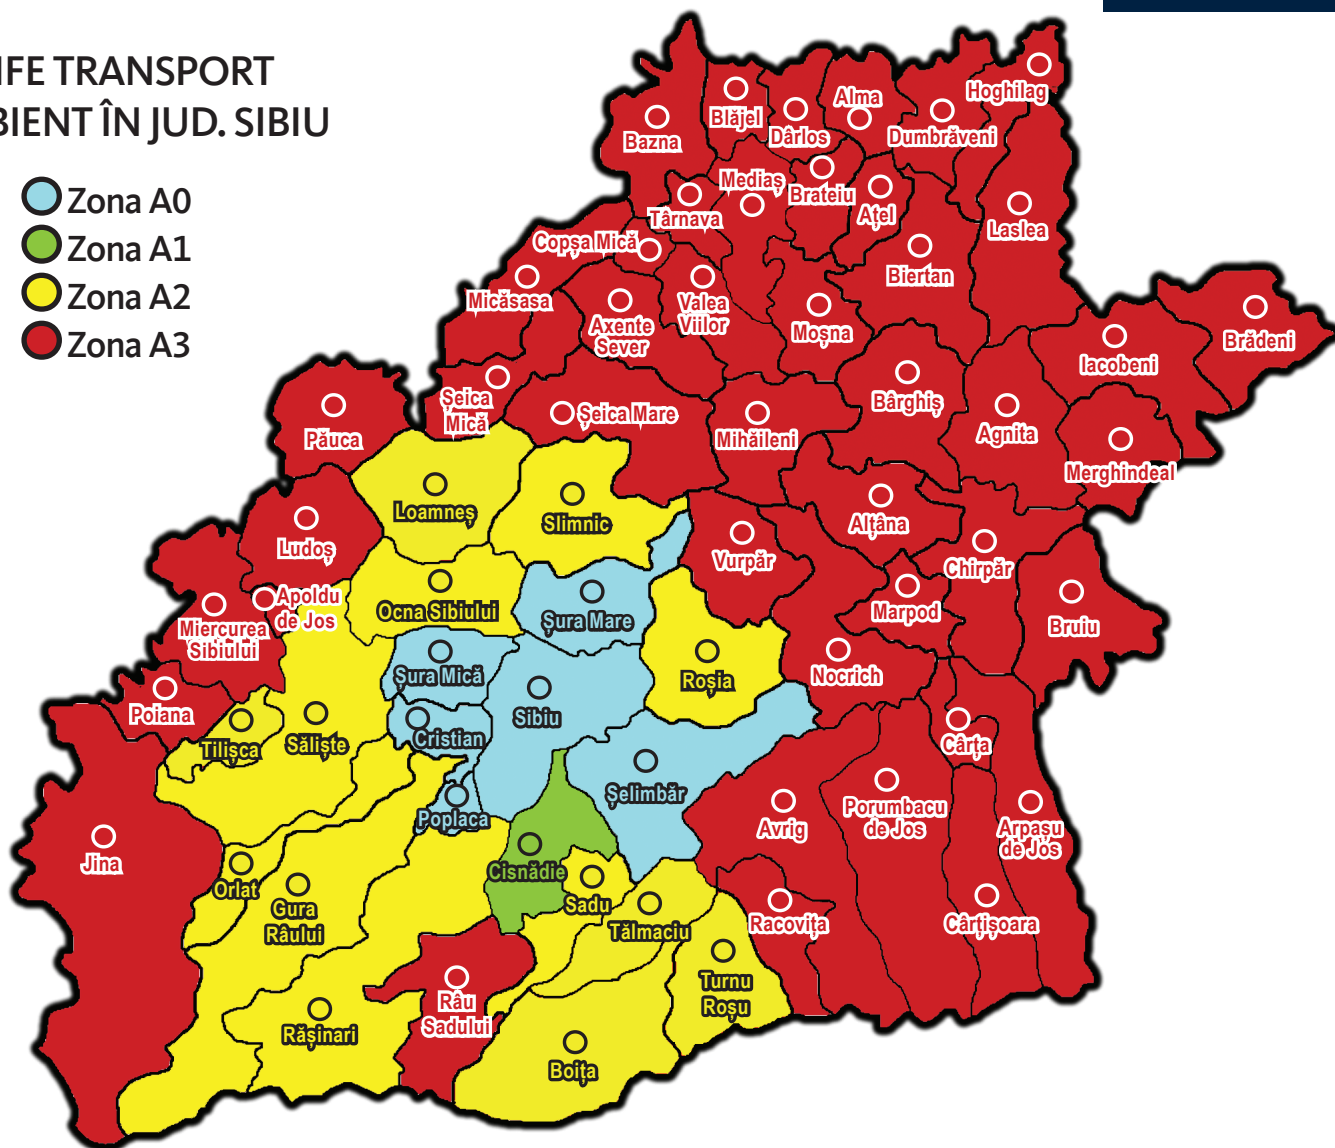 IFE TRANSPORT
BIENT ÎN JUD. SIBIU
Zona A0
Zona A1
Zona A2
Zona A3
Hoghilag
Alma
Blăjel
Dârlos
Dumbrăveni
Bazna
Mediaș
Brateiu
Târnava
Ațel
Laslea
Copșa Mică
Biertan
Micăsasa
Valea
Viilor
Axente
Sever
Moșna
Brădeni
Iacobeni
Șeica
Mică
Șeica Mare
Bârghiș
Păuca
Mihăileni
Agnita
Merghindeal
Loamneș
Slimnic
Alțâna
Ludoș
Vurpăr
Chirpăr
Apoldu
de Jos
Ocna Sibiului
Șura Mare
Marpod
Miercurea
Sibiului
Bruiu
Șura Mică
Roșia
Nocrich
Poiana
Sibiu
Tilișca
Săliște
Cristian
Cârța
Șelimbăr
Poplaca
Avrig
Porumbacu
de Jos
Arpașu
de Jos
Jina
Cisnădie
Orlat
Gura
Râului
Sadu
Tălmaciu
Racovița
Cârțișoara
Turnu
Roșu
Râu
Sadului
Rășinari
Boița